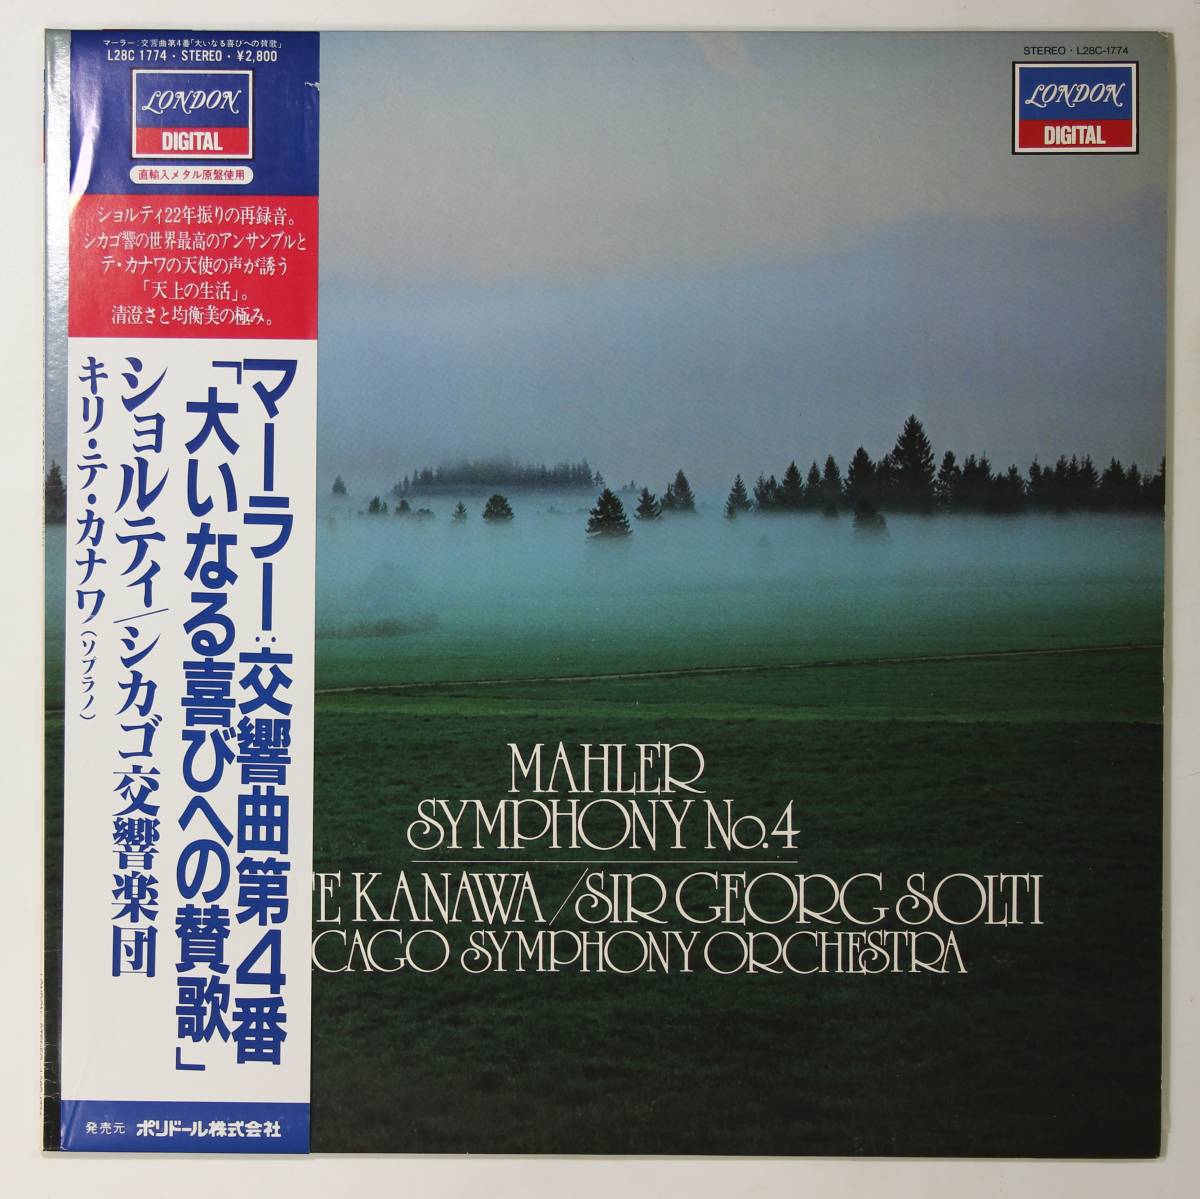 マーラー：交響曲第4番「大いなる喜びへの賛歌」
L28C 1774・STEREO・¥2,800
LONDON
DIGITAL
直輸入メタル原盤使用
ショルティ22年振りの再録音。
シカゴ響の世界最高のアンサンブルと
テ・カナワの天使の声が誘う
「天上の生活」。
清澄さと均衡美の極み。
マーラー：交響曲第4番
「大いなる喜びへの賛歌」
ショルティ/シカゴ交響楽団
キリ・テ・カナワ(ソプラノ)
発売元 ポリドール株式会社
STEREO・L28C-1774
LONDON
DIGITAL
MAHLER
SYMPHONY No.4
TE KANAWA/SIR GEORG SOLTI
CAGO SYMPHONY ORCHESTRA